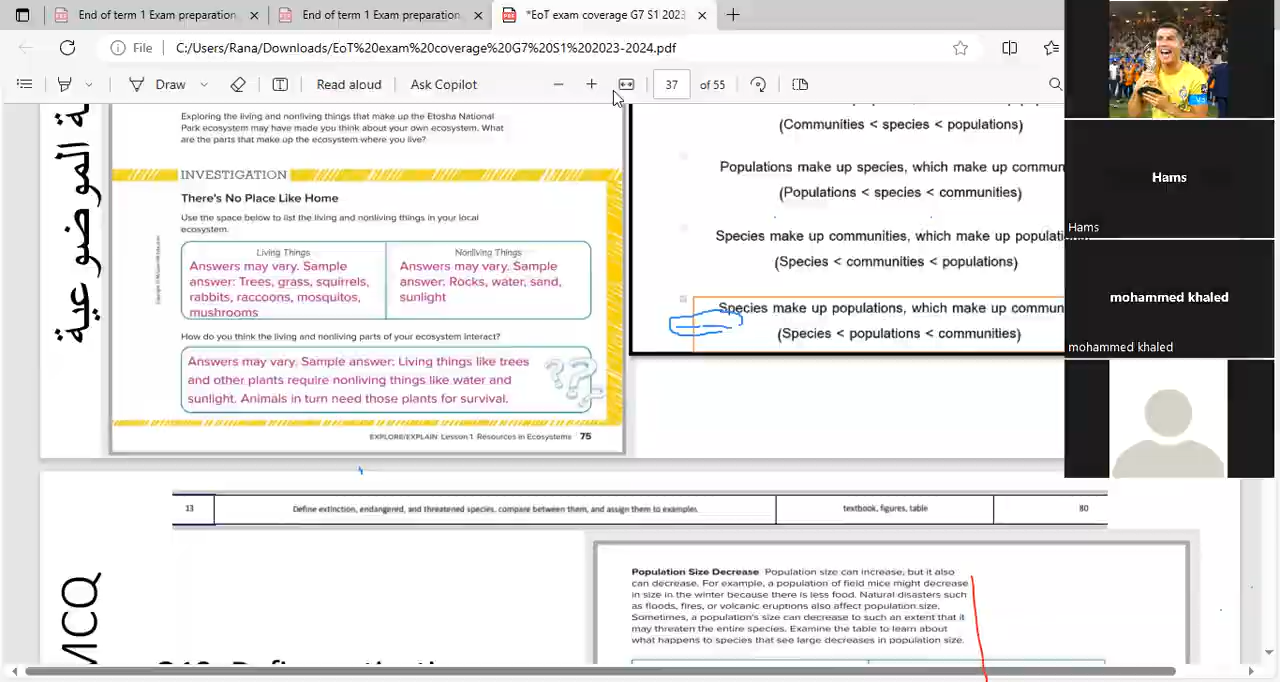 End of term 1 Exam preparation
End of term 1 Exam preparation
*EoT exam coverage G7 S1 2023
File
C:/Users/Rana/Downloads/EoT%20exam%20coverage%20G7%20S1%202023-2024.pdf
Draw
Read aloud
Ask Copilot
37
of 55
Exploring the living and nonliving things that make up the Etosha National
Park ecosystem may have made you think about your own ecosystem. What
are the parts that make up the ecosystem where you live?
INVESTIGATION
There's No Place Like Home
Use the space below to list the living and nonliving things in your local
ecosystem.
Living Things
Answers may vary. Sample
answer: Trees, grass, squirrels,
rabbits, raccoons, mosquitos,
mushrooms
Nonliving Things
Answers may vary. Sample
answer: Rocks, water, sand,
sunlight
How do you think the living and nonliving parts of your ecosystem interact?
Answers may vary. Sample answer: Living things like trees
and other plants require nonliving things like water and
sunlight. Animals in turn need those plants for survival.
EXPLORE/EXPLAIN Lesson 1 Resources in Ecosystems 75
الموضوعية
(Communities < species < populations)
Populations make up species, which make up commun
(Populations < species < communities)
Species make up communities, which make up populati
(Species < communities < populations)
Species make up populations, which make up commun
(Species < populations < communities)
Hams
Hams
mohammed khaled
mohammed khaled
13
Define extinction, endangered, and threatened species, compare between them, and assign them to examples
textbook, figures, table
80
MCQ
Population Size Decrease Population size can increase, but it also
can decrease. For example, a population of field mice might decrease
in size in the winter because there is less food. Natural disasters such
as floods, fires, or volcanic eruptions also affect population size.
Sometimes, a population's size can decrease to such an extent that it
may threaten the entire species. Examine the table to learn about
what happens to species that see large decreases in population size.